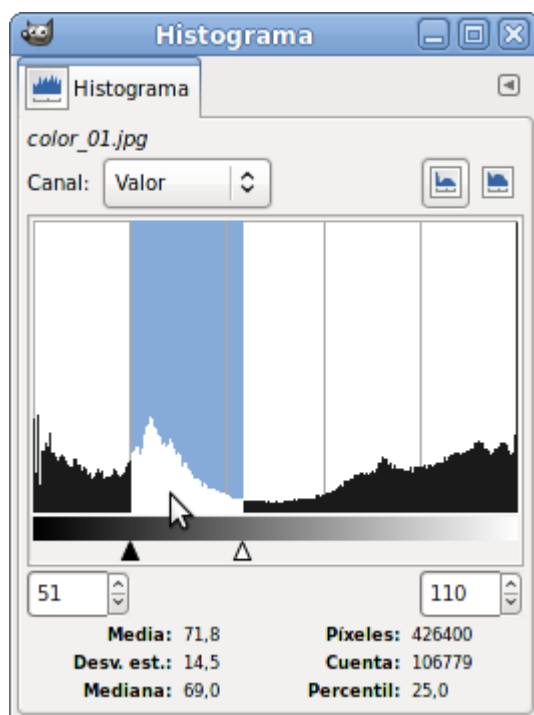 Histograma
Histograma
color_01.jpg
Canal: Valor
51 110
Media: 71,8 Píxeles: 426400
Desv. est.: 14,5 Cuenta: 106779
Mediana: 69,0 Percentil: 25,0